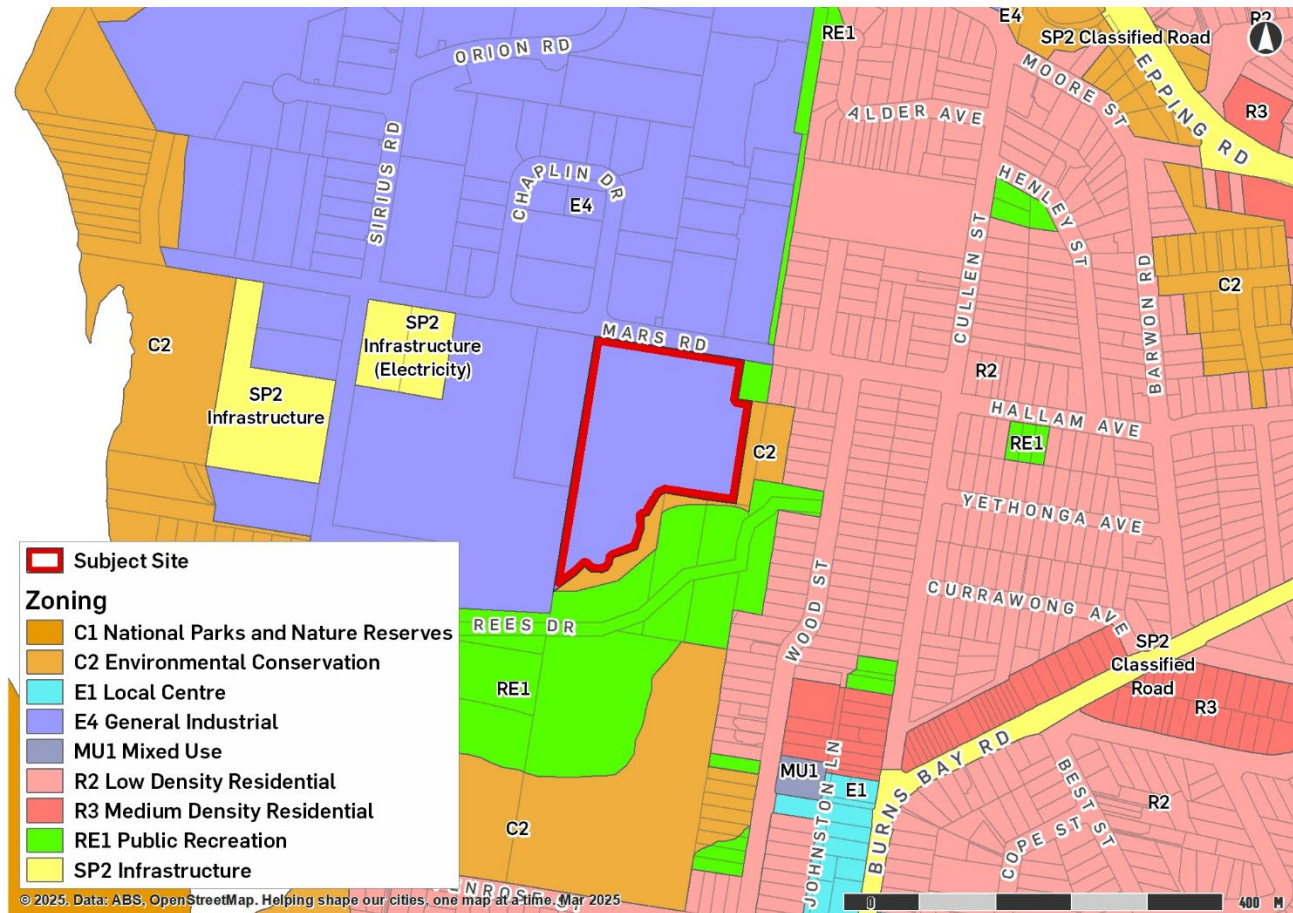 E4
R2
RE1
SP2 Classified Road
ORION RD
MOORE ST
EPPING RD
R3
ALDER AVE
SIRIUS RD
CHAPLIN DR
E4
HENLEY ST
CULLEN ST
BARWON RD
C2
C2
SP2
Infrastructure
(Electricity)
MARS RD
SP2
Infrastructure
R2
HALLAM AVE
RE1
C2
YETHONGA AVE
CURRAWONG AVE
WOOD ST
REES DR
RE1
SP2
Classified
Road
R3
MU1
E1
JOHNSTON LN
BURNS BAY RD
BEST ST
COPE ST
R2
C2
Subject Site
Zoning
C1 National Parks and Nature Reserves
C2 Environmental Conservation
E1 Local Centre
E4 General Industrial
MU1 Mixed Use
R2 Low Density Residential
R3 Medium Density Residential
RE1 Public Recreation
SP2 Infrastructure
© 2025. Data: ABS, OpenStreetMap. Helping shape our cities, one map at a time. Mar 2025
0 400 M